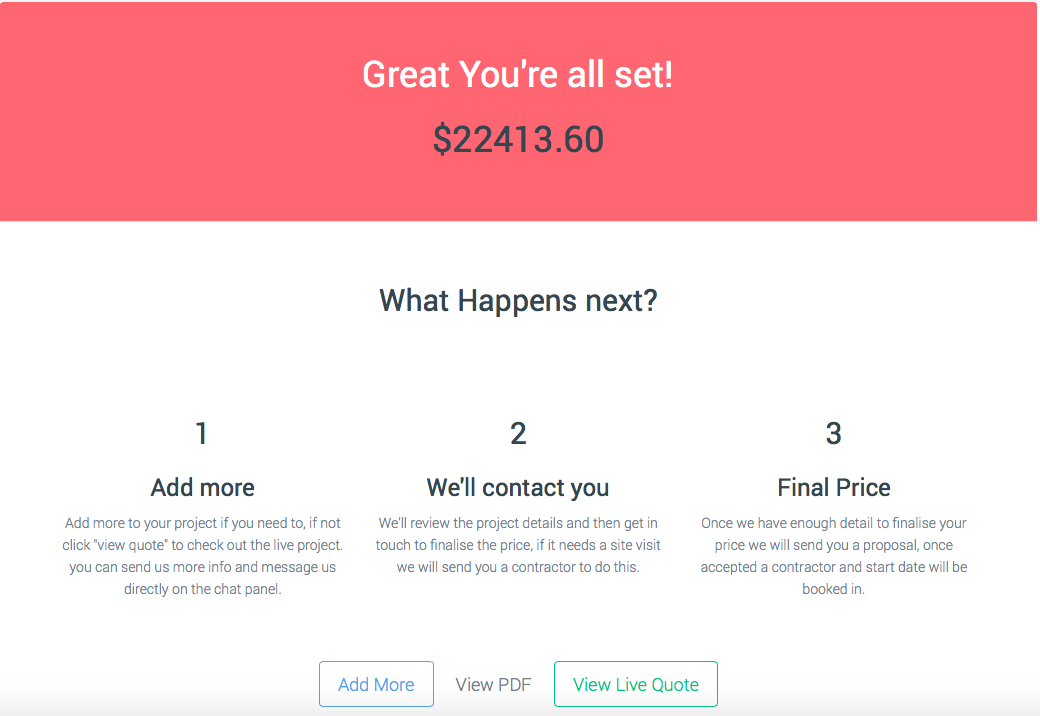 Great You're all set!
$22413.60
What Happens next?
1
Add more
Add more to your project if you need to, if not
click "view quote" to check out the live project.
you can send us more info and message us
directly on the chat panel.
2
We'll contact you
We'll review the project details and then get in
touch to finalise the price, if it needs a site visit
we will send you a contractor to do this.
3
Final Price
Once we have enough detail to finalise your
price we will send you a proposal, once
accepted a contractor and start date will be
booked in.
Add More
View PDF
View Live Quote